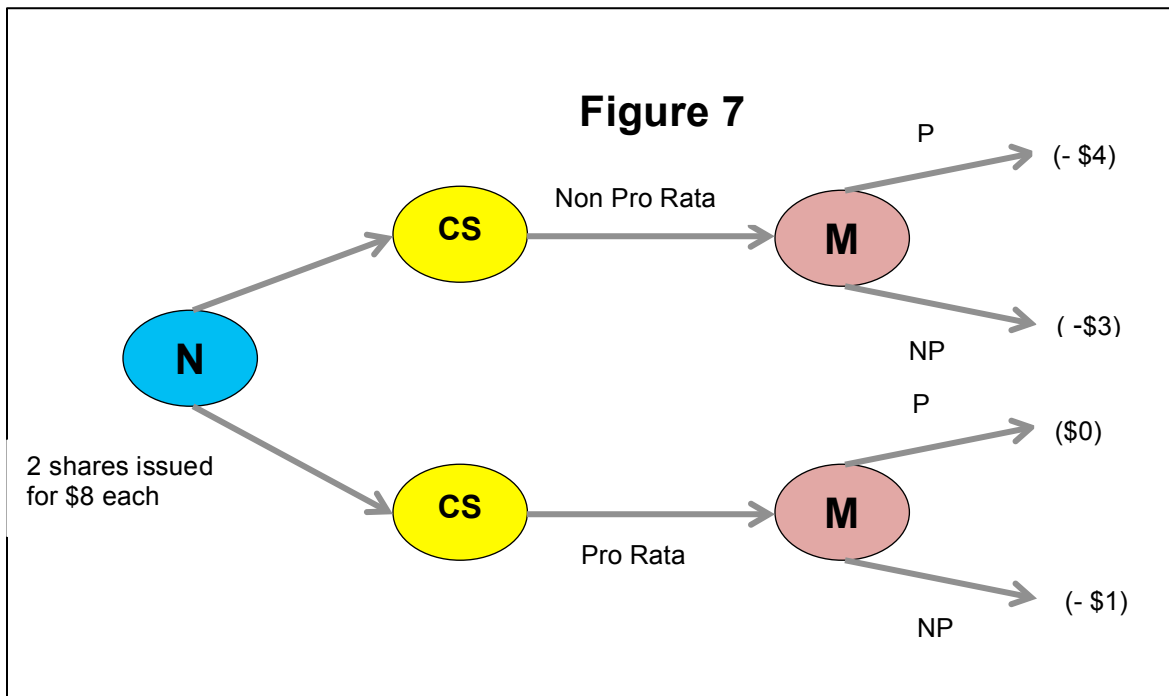 Figure 7
P
(- $4)
CS
Non Pro Rata
M
( -$3)
NP
N
P
($0)
2 shares issued
for $8 each
CS
Pro Rata
M
(- $1)
NP